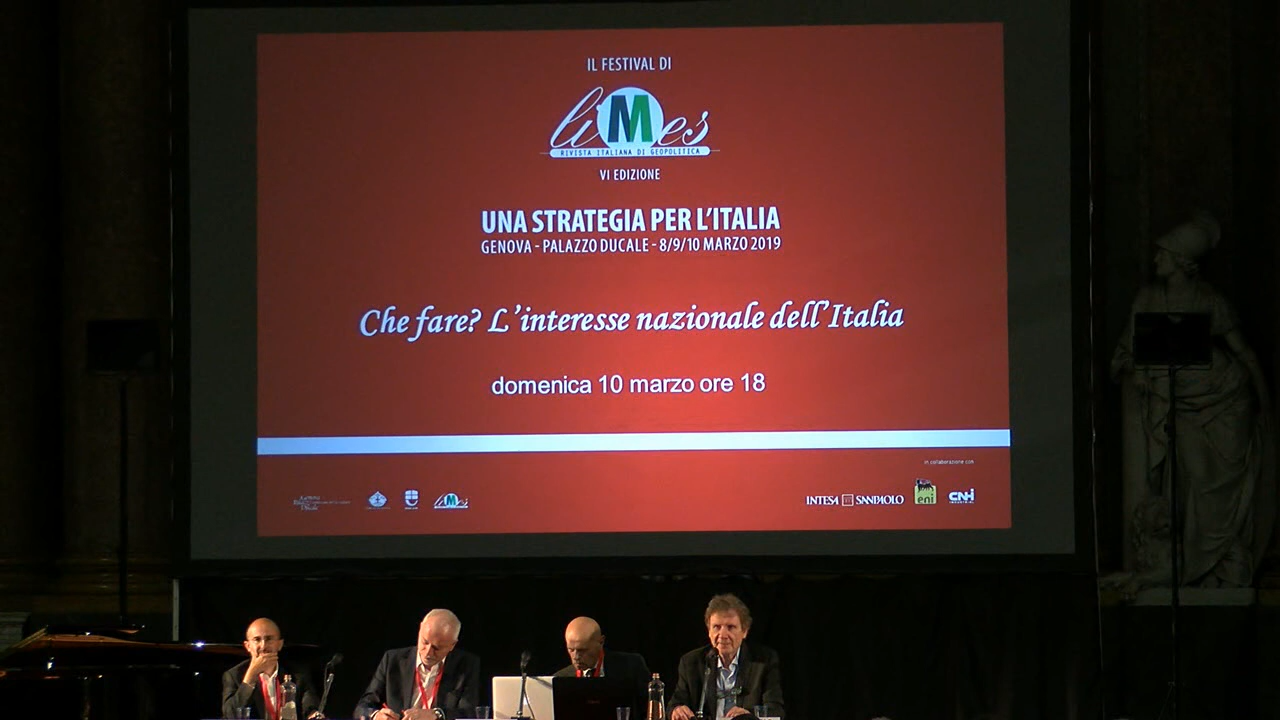 IL FESTIVAL DI
liMes
RIVISTA ITALIANA DI GEOPOLITICA
VI EDIZIONE
UNA STRATEGIA PER L'ITALIA
GENOVA - PALAZZO DUCALE - 8/9/10 MARZO 2019
Che fare? L'interesse nazionale dell'Italia
domenica 10 marzo ore 18
in collaborazione con
liMes
INTESA SANPAOLO
eni
CNH
INDUSTRIAL